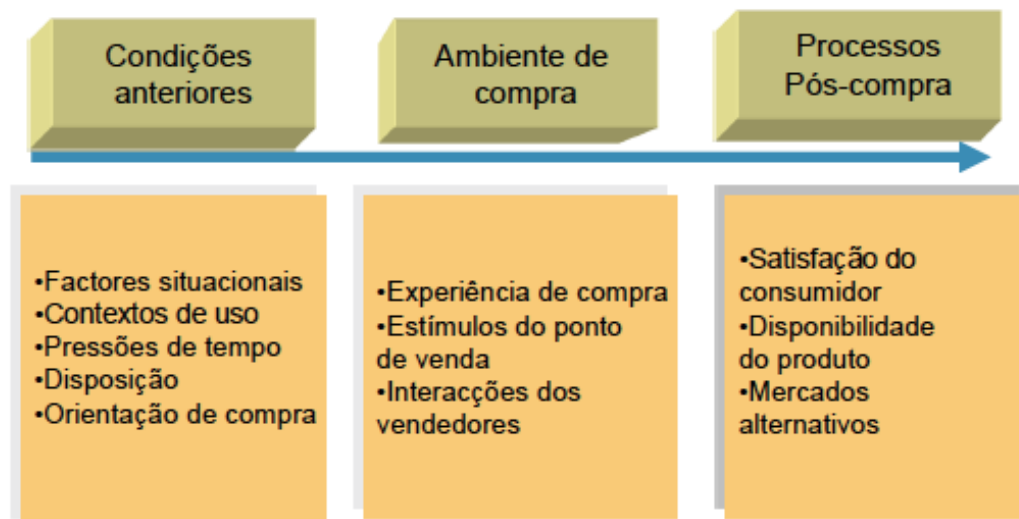 Condições
anteriores
Ambiente de
compra
Processos
Pós-compra
•Factores situacionais
•Contextos de uso
•Pressões de tempo
•Disposição
•Orientação de compra
•Experiência de compra
•Estímulos do ponto
de venda
•Interacções dos
vendedores
•Satisfação do
consumidor
•Disponibilidade
do produto
•Mercados
alternativos